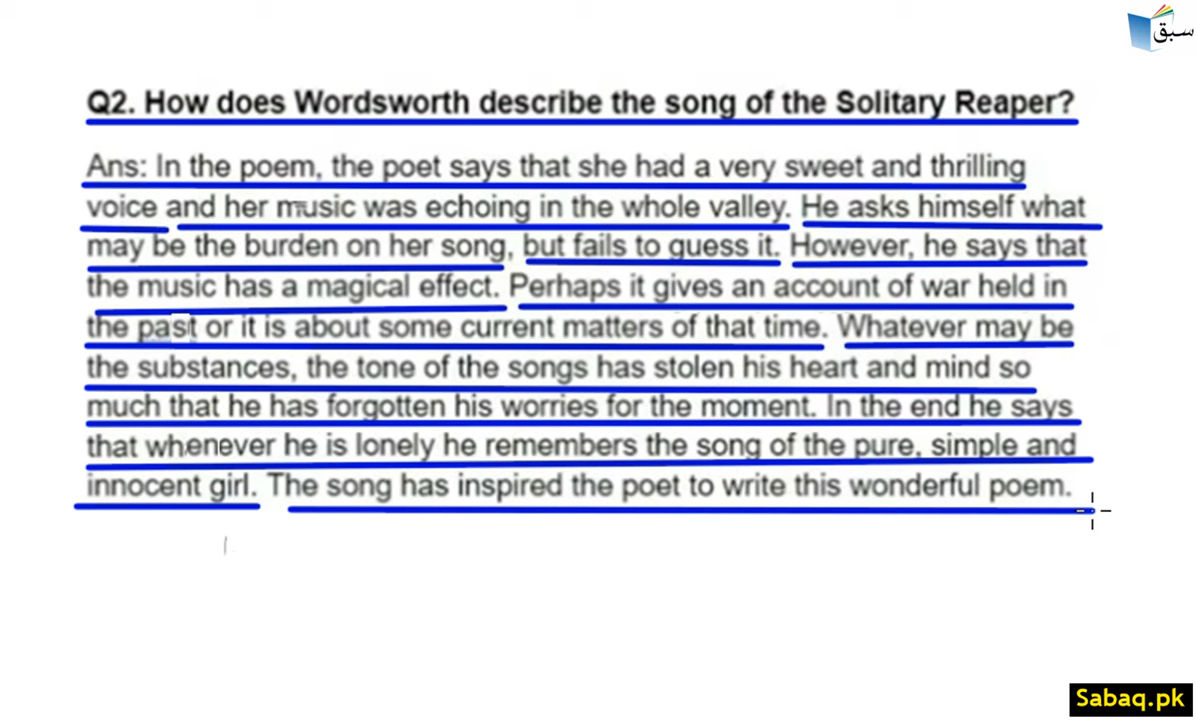 سبق
Q2. How does Wordsworth describe the song of the Solitary Reaper?
Ans: In the poem, the poet says that she had a very sweet and thrilling
voice and her music was echoing in the whole valley. He asks himself what
may be the burden on her song, but fails to guess it. However, he says that
the music has a magical effect. Perhaps it gives an account of war held in
the past or it is about some current matters of that time. Whatever may be
the substances, the tone of the songs has stolen his heart and mind so
much that he has forgotten his worries for the moment. In the end he says
that whenever he is lonely he remembers the song of the pure, simple and
innocent girl. The song has inspired the poet to write this wonderful poem.
Sabaq.pk